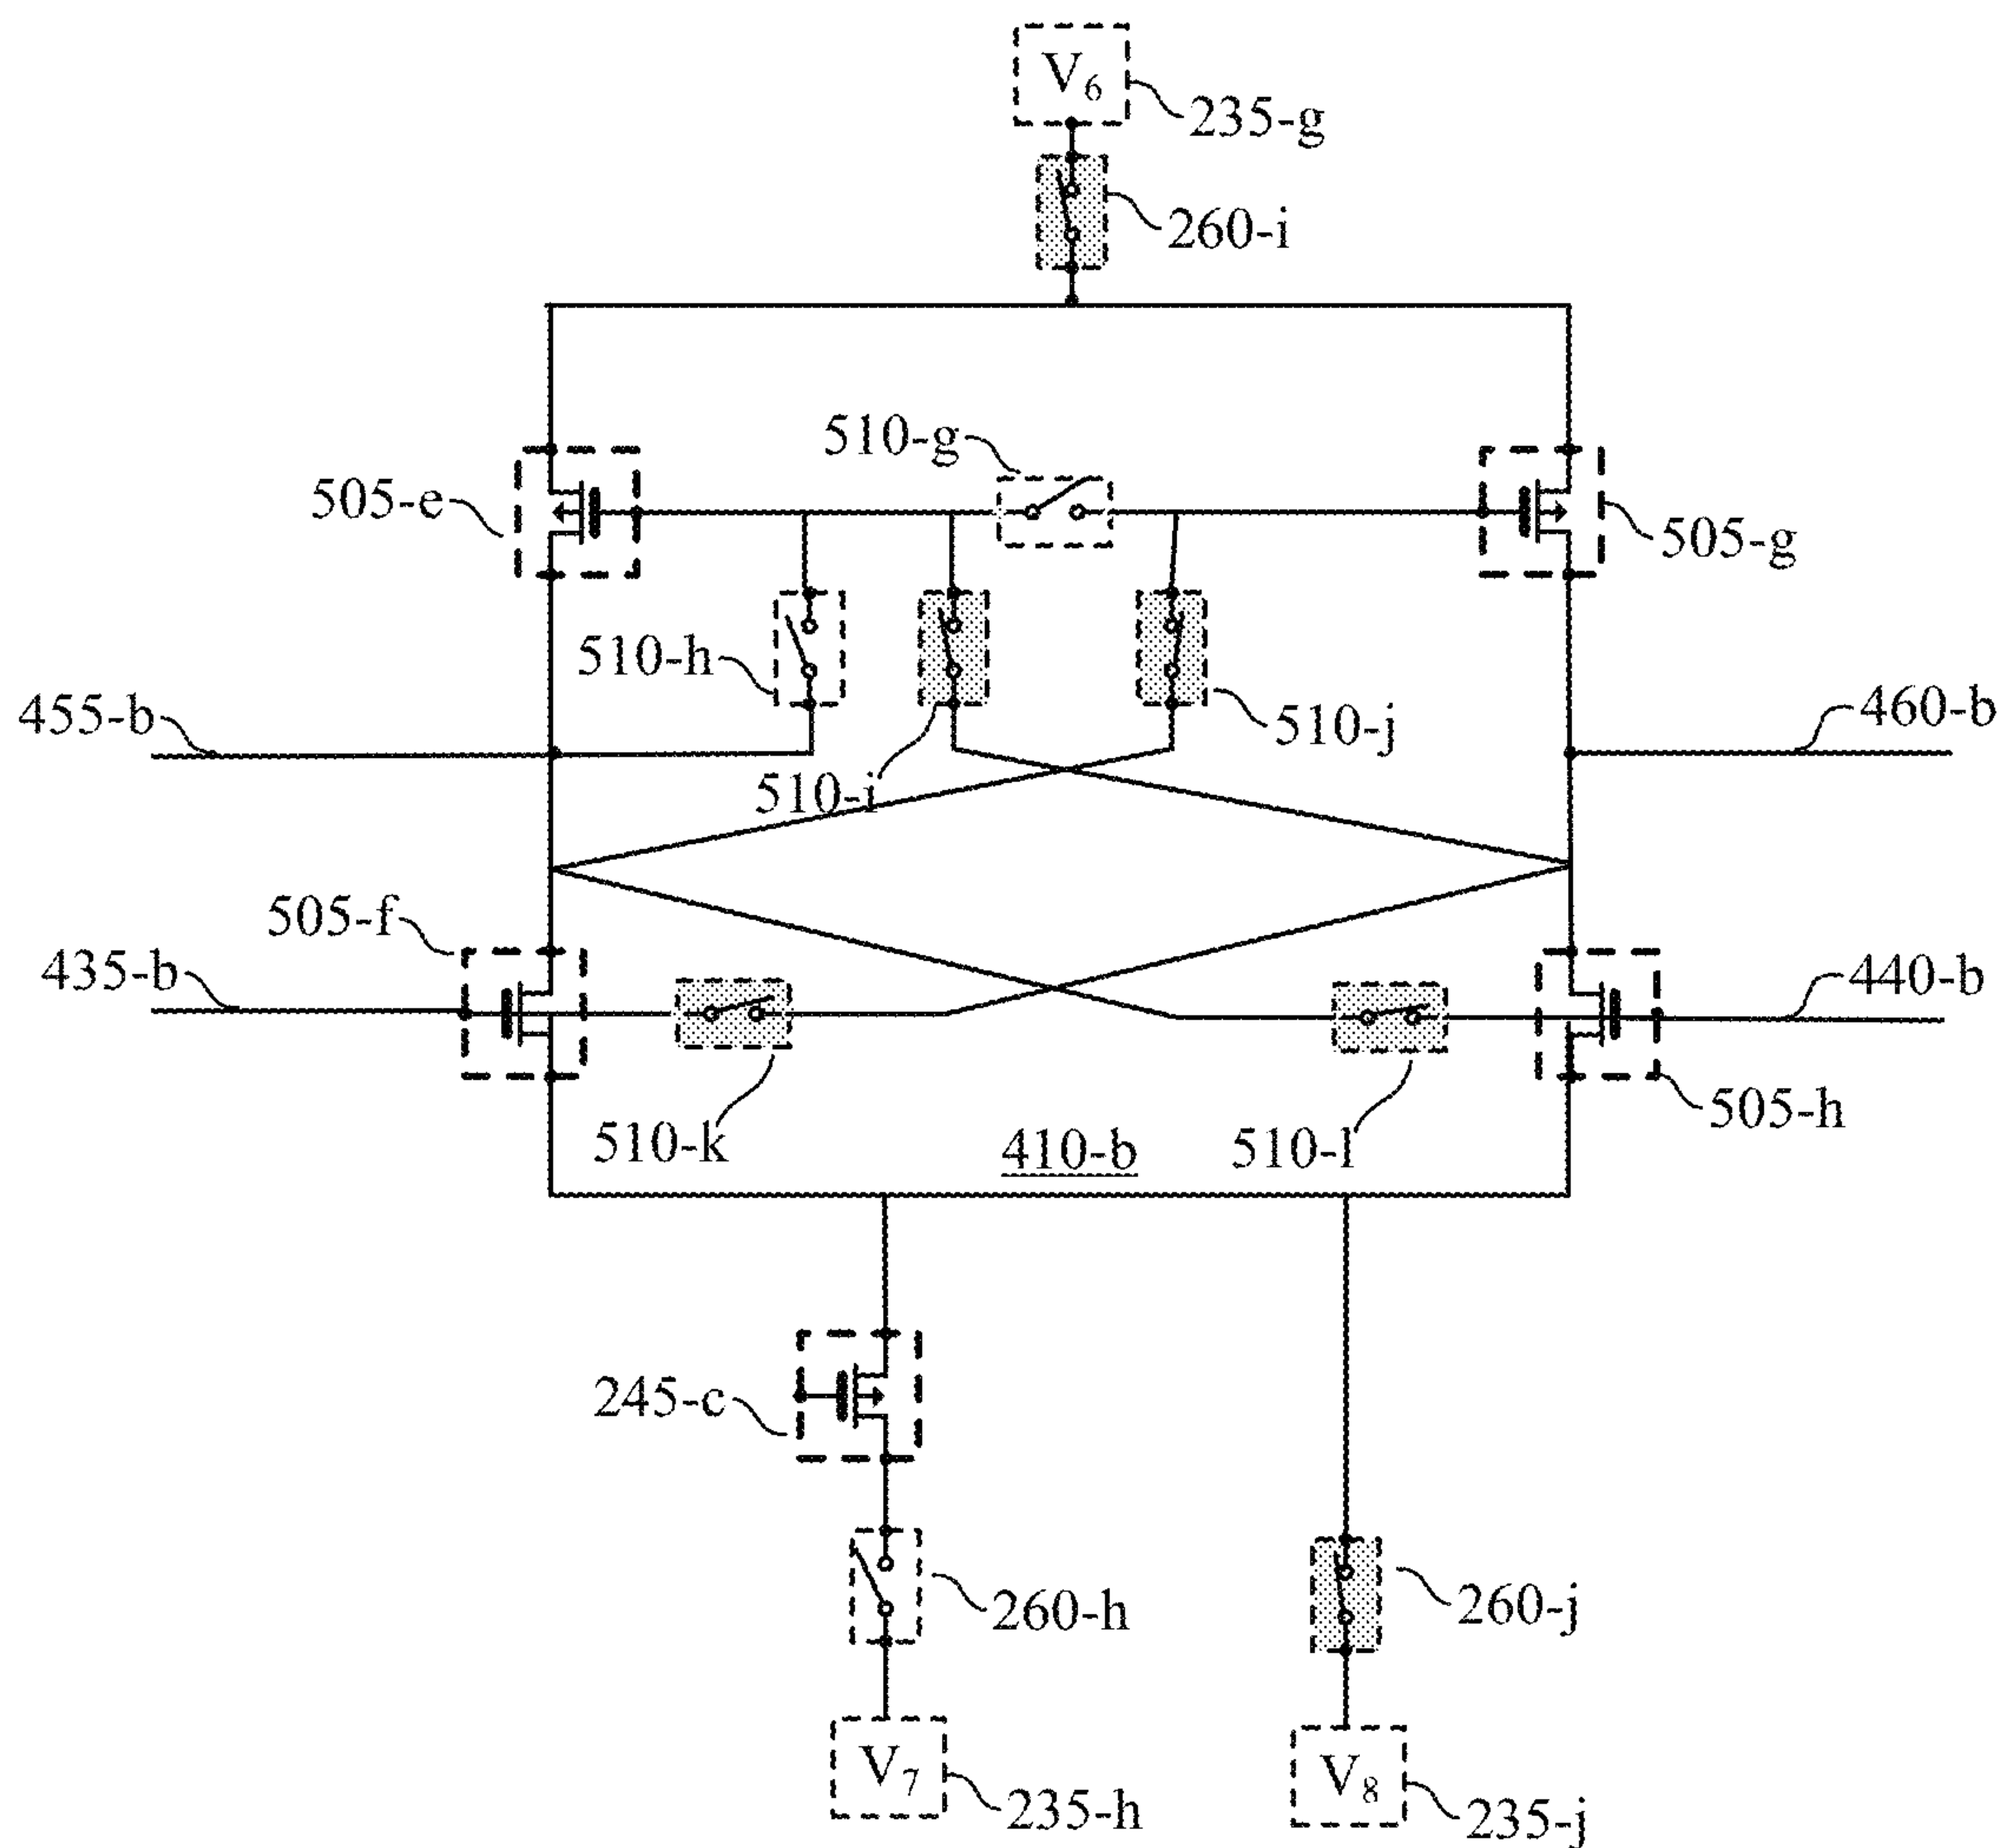 V₆
235-g
260-i
510-g
505-e
505-g
510-h
455-b
460-b
510-j
510-i
505-f
435-b
440-b
510-k
410-b
510-l
505-h
245-c
260-h
260-j
V₇
235-h
V₈
235-j